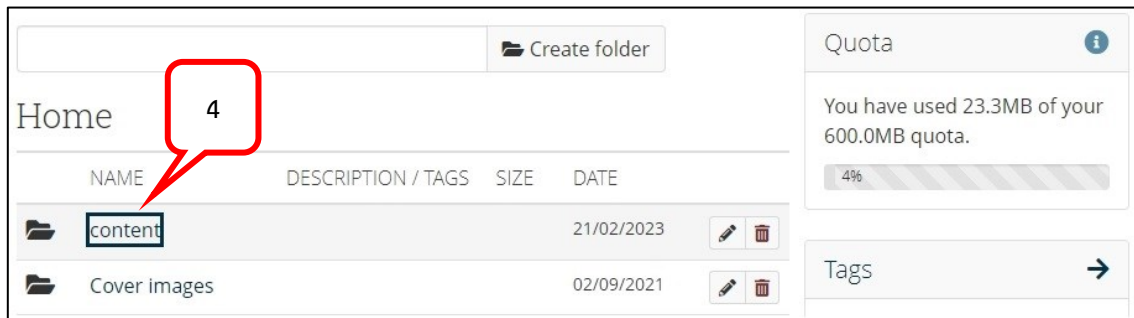 Create folder
Home
4
NAME DESCRIPTION / TAGS SIZE DATE
content 21/02/2023
Cover images 02/09/2021
Quota
You have used 23.3MB of your
600.0MB quota.
4%
Tags